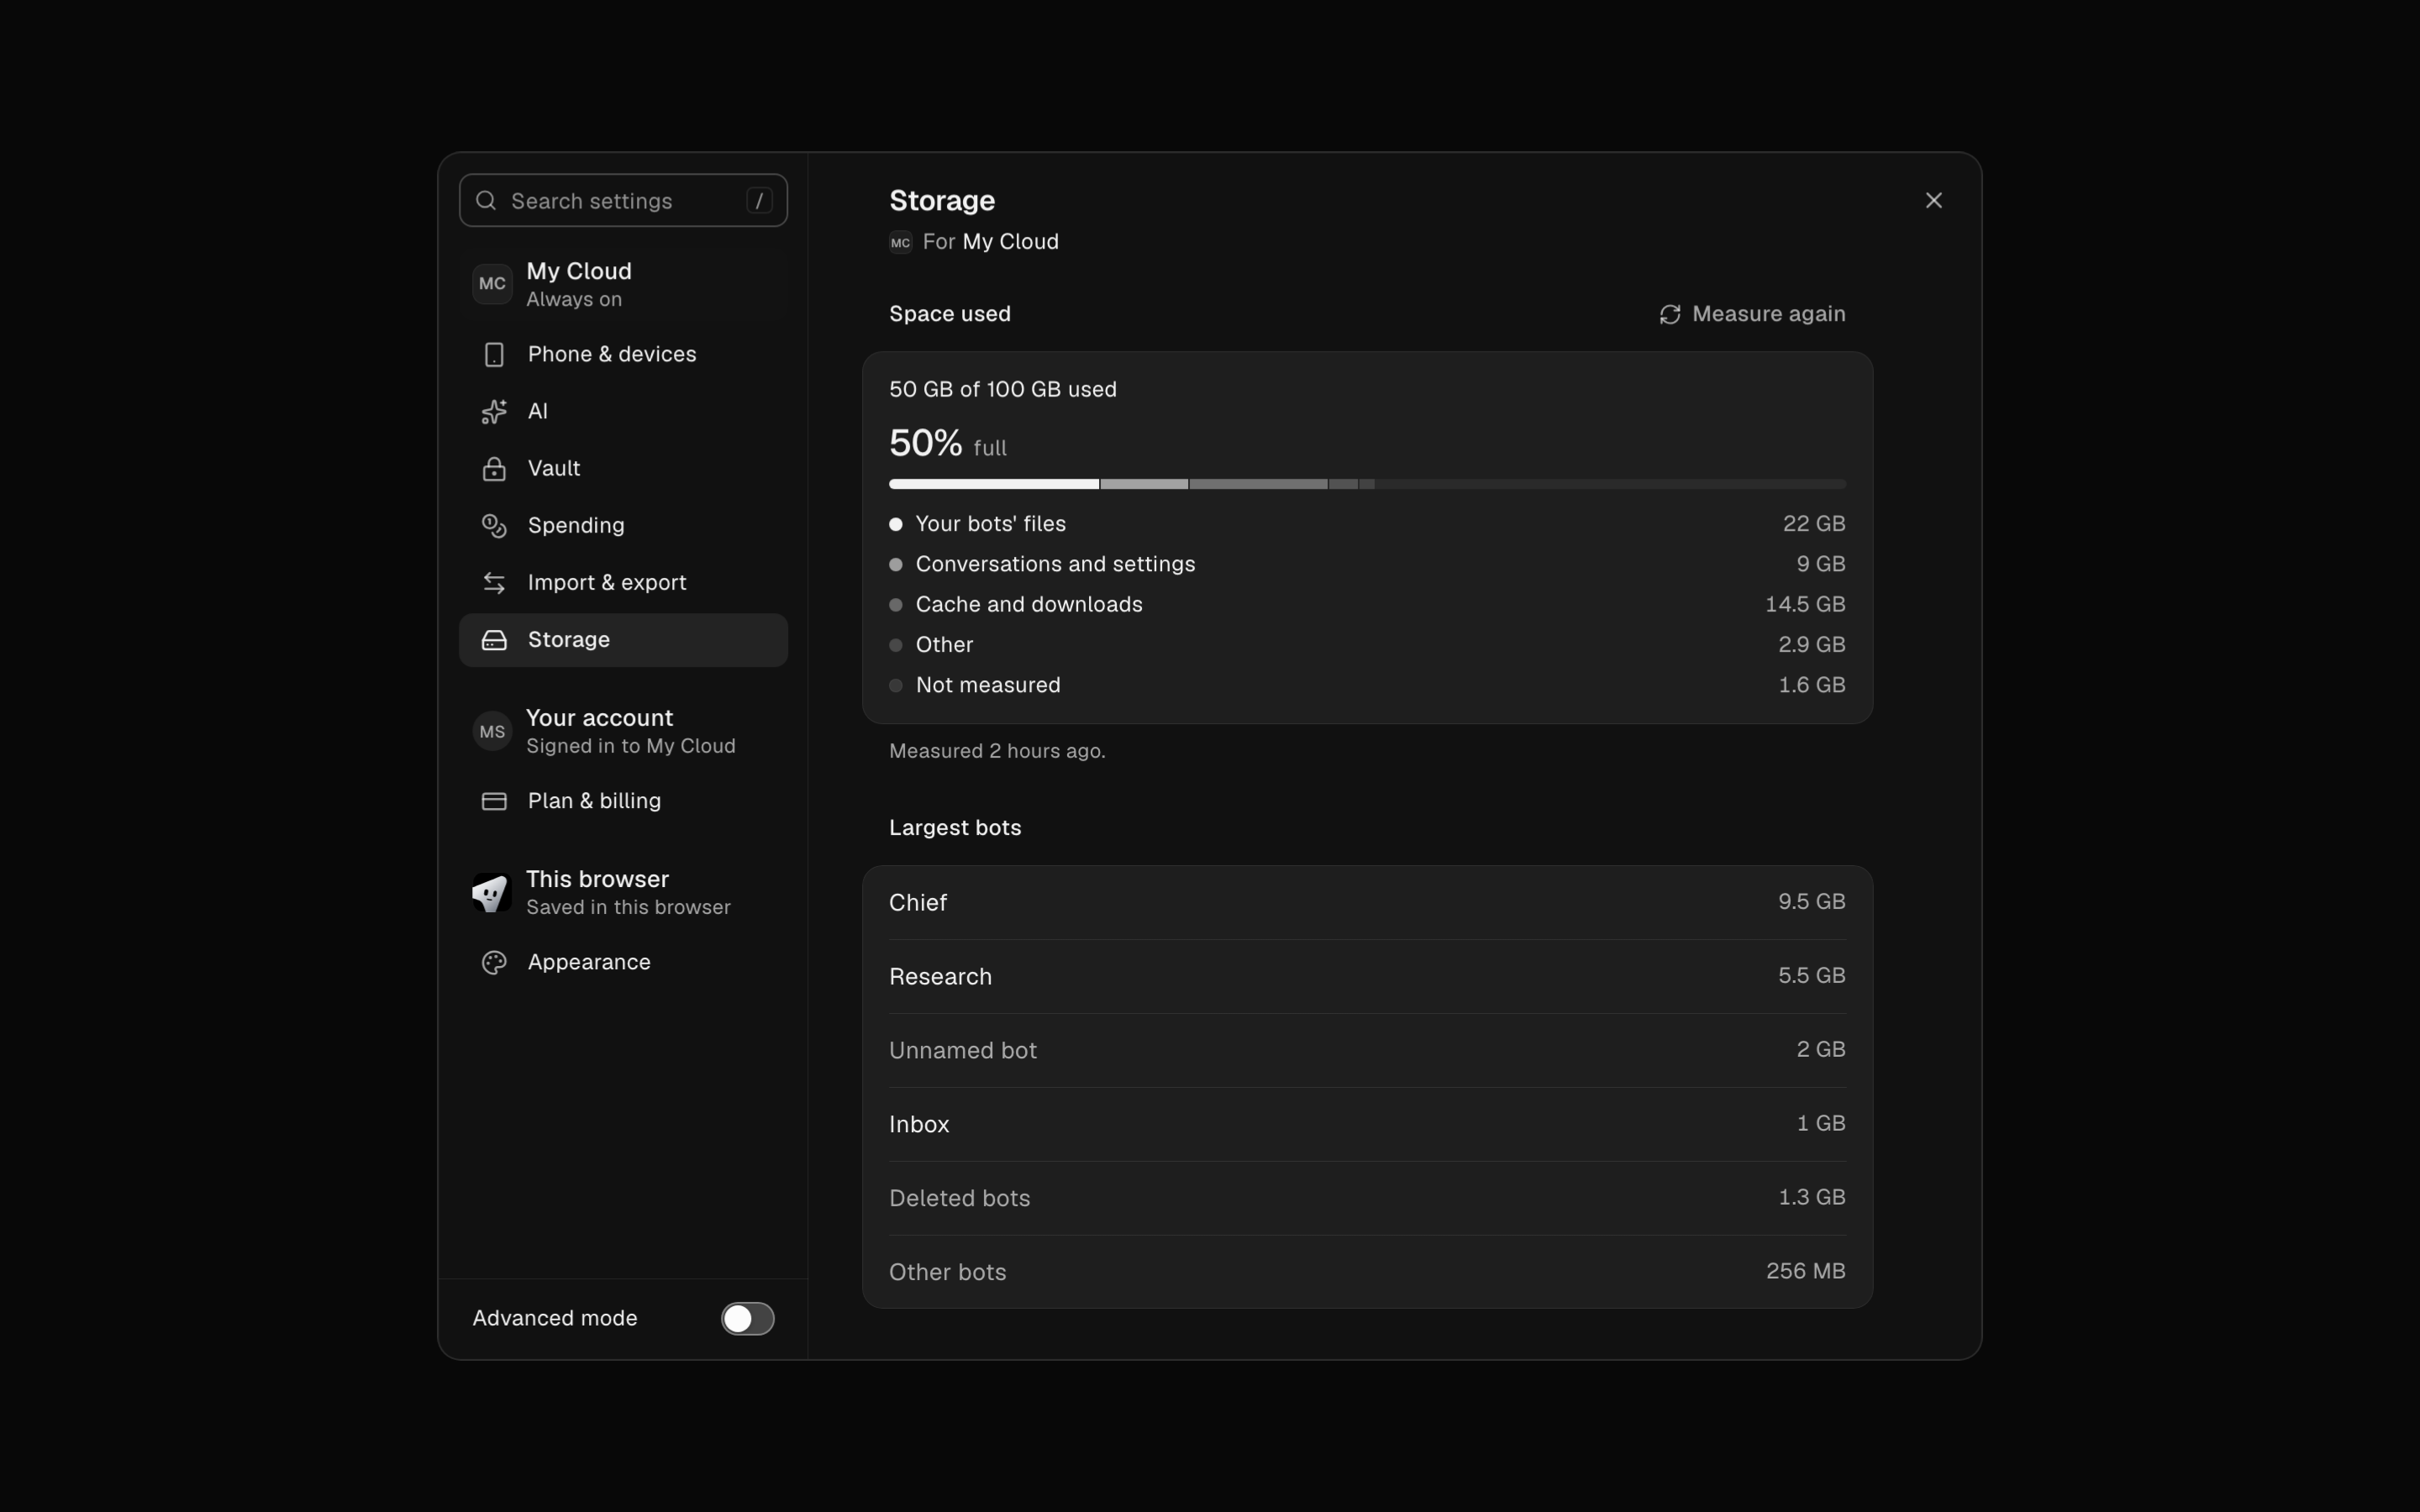 Search settings /
MC My Cloud
Always on
Phone & devices
AI
Vault
Spending
Import & export
Storage
MS Your account
Signed in to My Cloud
Plan & billing
This browser
Saved in this browser
Appearance
Advanced mode
Storage
MC For My Cloud
Space used Measure again
50 GB of 100 GB used
50% full
Your bots' files 22 GB
Conversations and settings 9 GB
Cache and downloads 14.5 GB
Other 2.9 GB
Not measured 1.6 GB
Measured 2 hours ago.
Largest bots
Chief 9.5 GB
Research 5.5 GB
Unnamed bot 2 GB
Inbox 1 GB
Deleted bots 1.3 GB
Other bots 256 MB